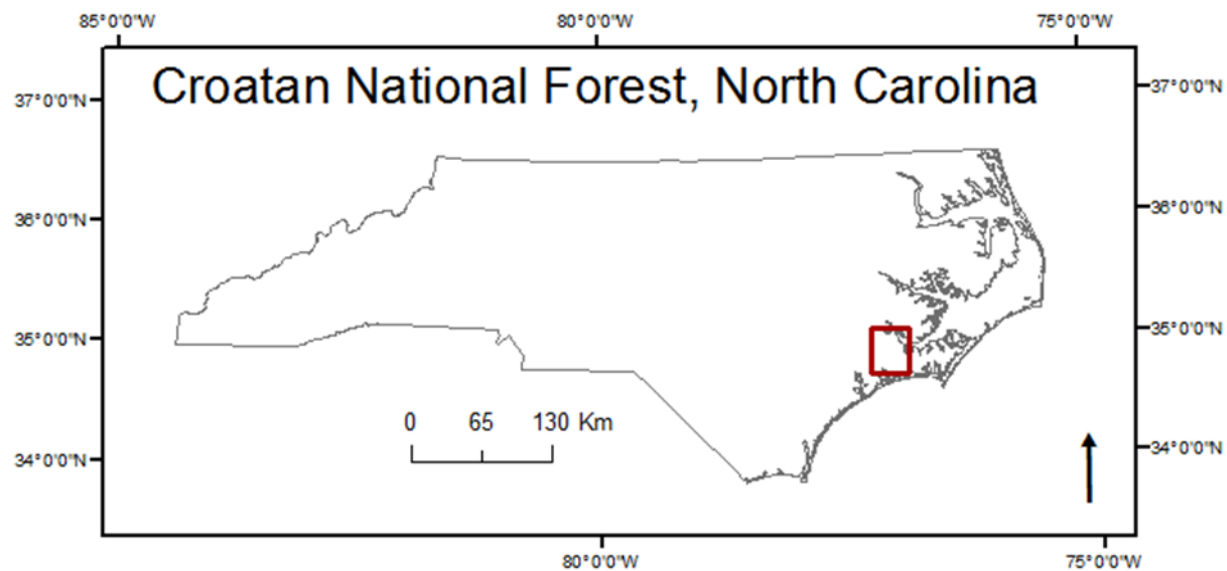 85°0'0"W 80°0'0"W 75°0'0"W
Croatan National Forest, North Carolina
37°0'0"N 37°0'0"N
36°0'0"N 36°0'0"N
35°0'0"N 35°0'0"N
0 65 130 Km
34°0'0"N 34°0'0"N
80°0'0"W 75°0'0"W